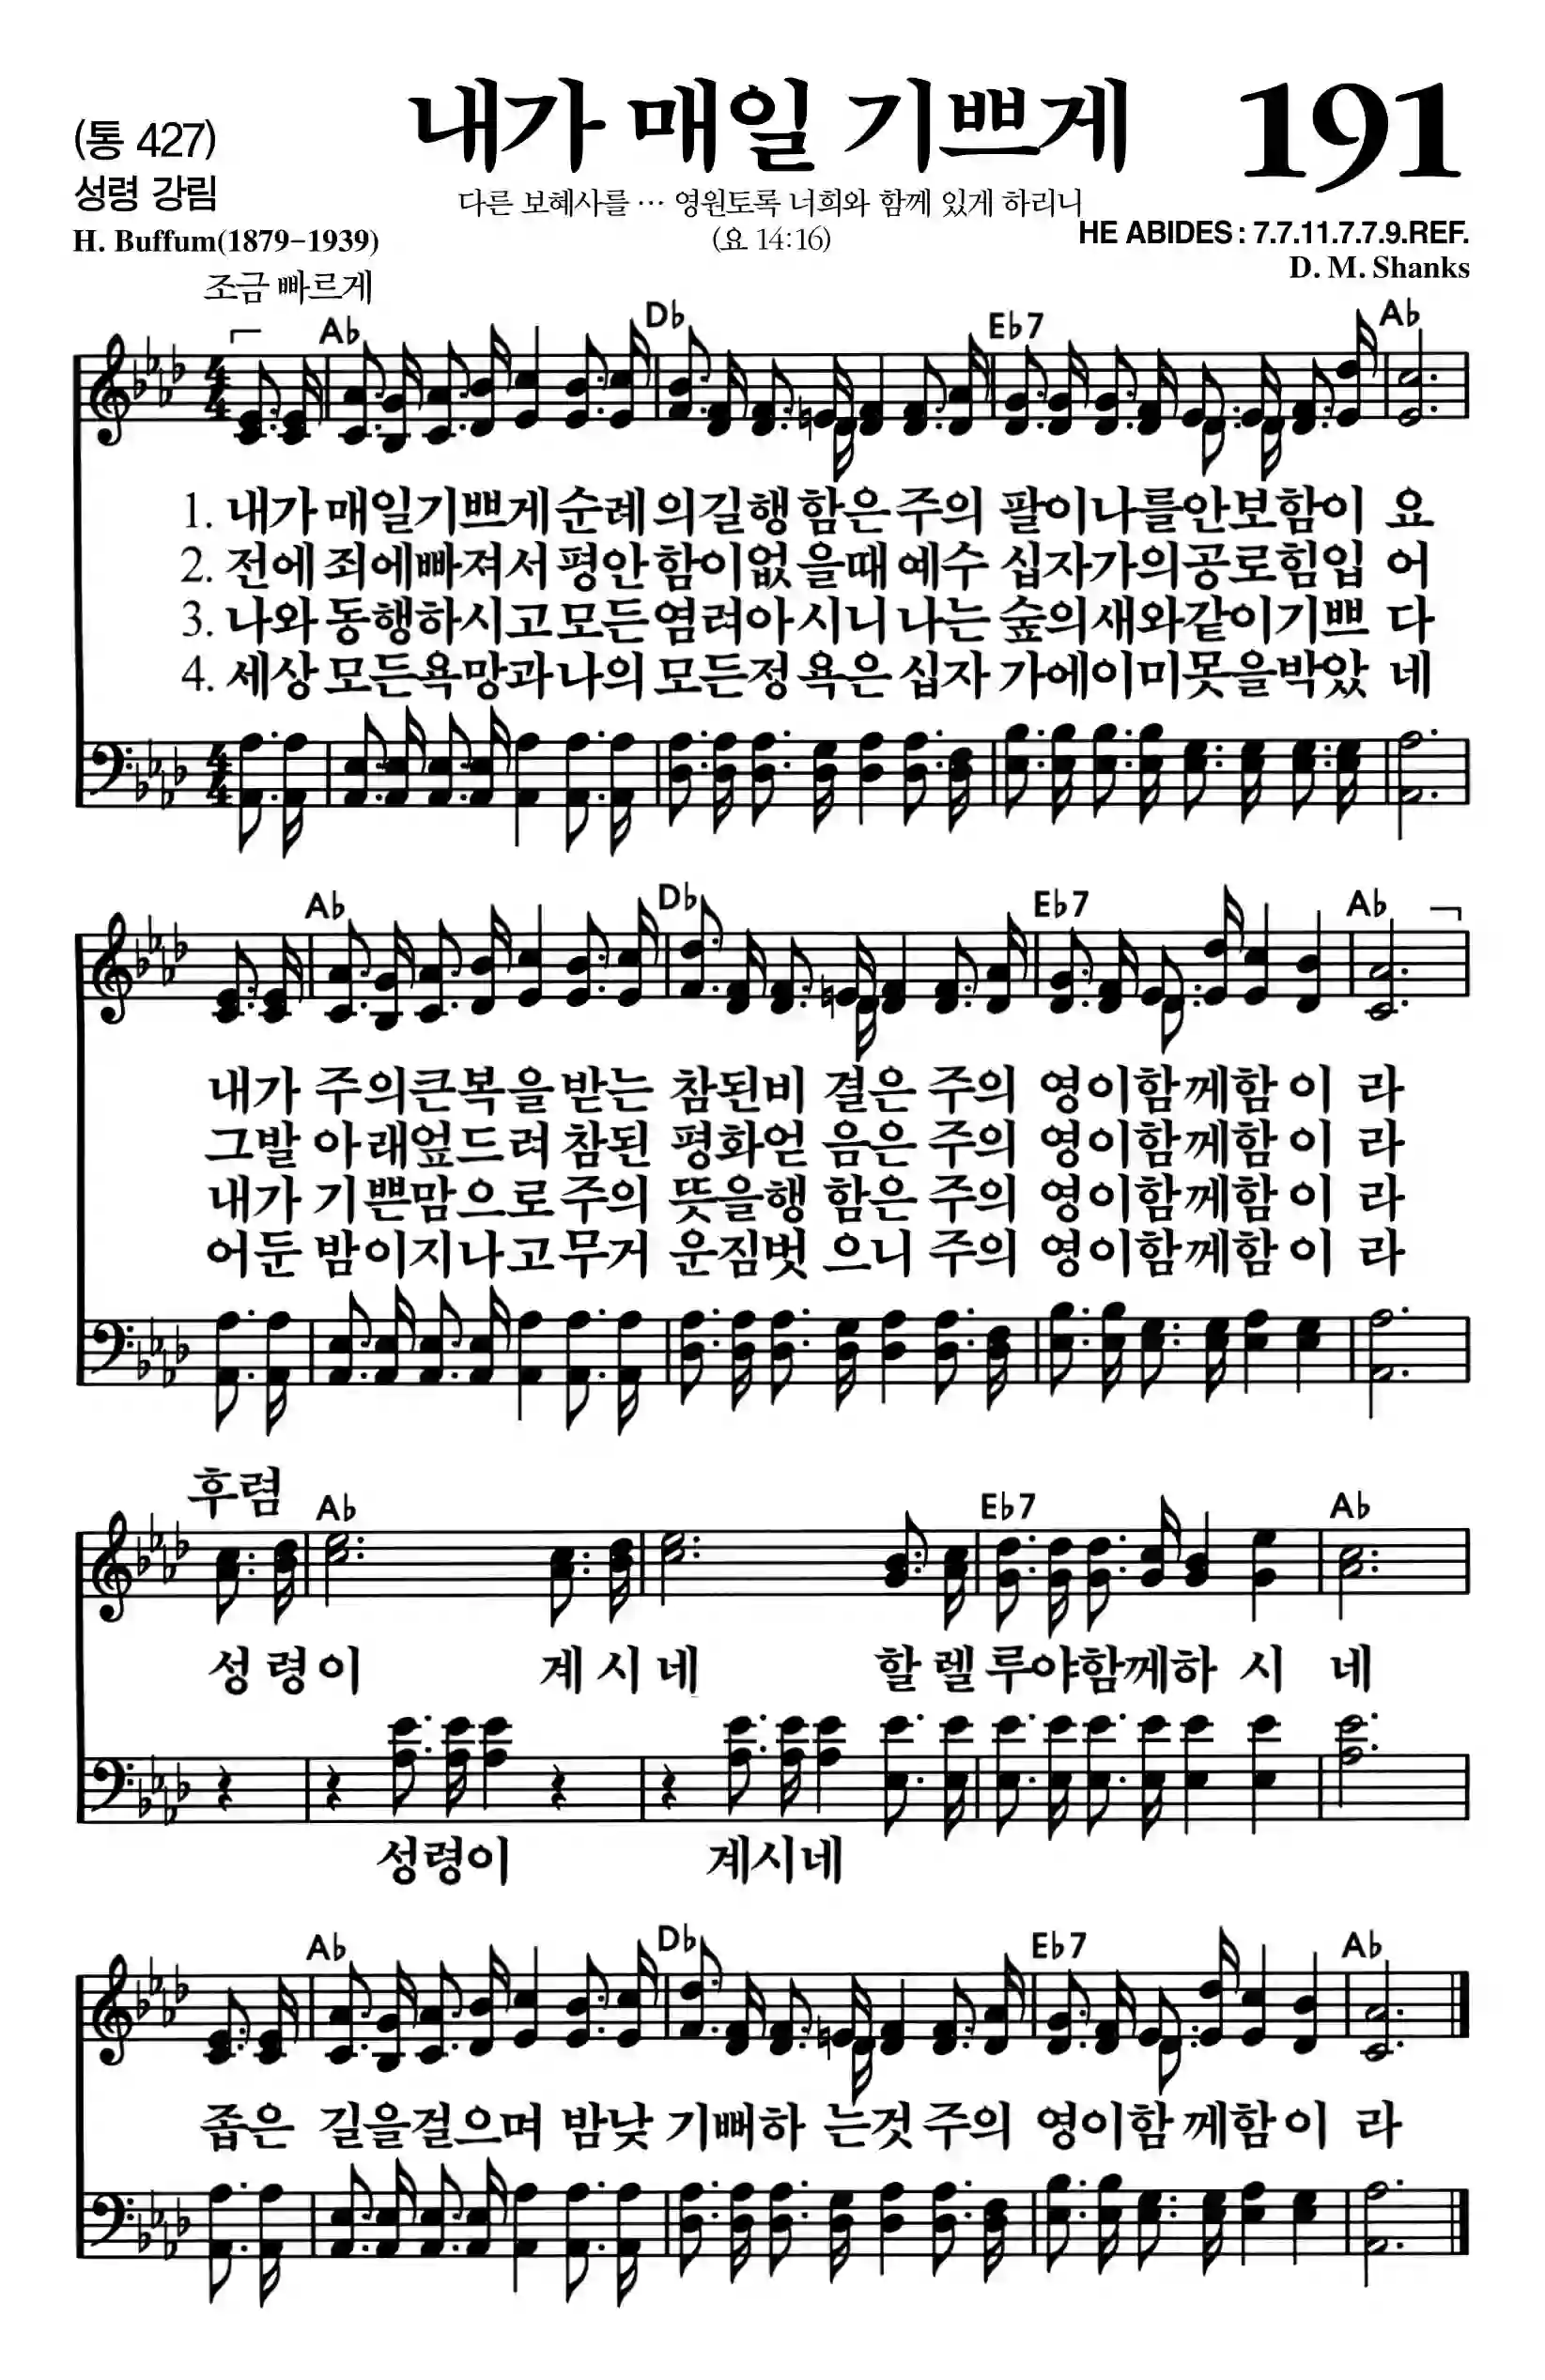 (통 427)
내가 매일 기쁘게
191
성령 강림
다른 보혜사를 … 영원토록 너희와 함께 있게 하리니
H. Buffum(1879-1939)
(요 14:16)
HE ABIDES : 7.7.11.7.7.9.REF.
D. M. Shanks
조금 빠르게
A♭ D♭ E♭7 A♭
1. 내가 매일기쁘게 순례 의길행 함은 주의 팔이나를안보함이 요
2. 전에 죄에빠져서 평안 함이없 을때 예수 십자가의공로힘입 어
3. 나와 동행하시고 모든 염려아 시니 나는 숲의새와같이기쁘 다
4. 세상 모든욕망과 나의 모든정 욕은 십자 가에이미못을박았 네
A♭ D♭ E♭7 A♭
내가 주의큰복을 받는 참된비 결은 주의 영이함께함 이 라
그발 아래엎드려 참된 평화얻 음은 주의 영이함께함 이 라
내가 기쁜맘으로 주의 뜻을행 함은 주의 영이함께함 이 라
어둔 밤이지나고 무거 운짐벗 으니 주의 영이함께함 이 라
후렴
A♭ E♭7 A♭
성 령 이 계 시 네 할 렐 루야함께하 시 네
성령이 계시네
A♭ D♭ E♭7 A♭
좁은 길을걸으며 밤낮 기뻐하 는것 주의 영이함 께함 이 라